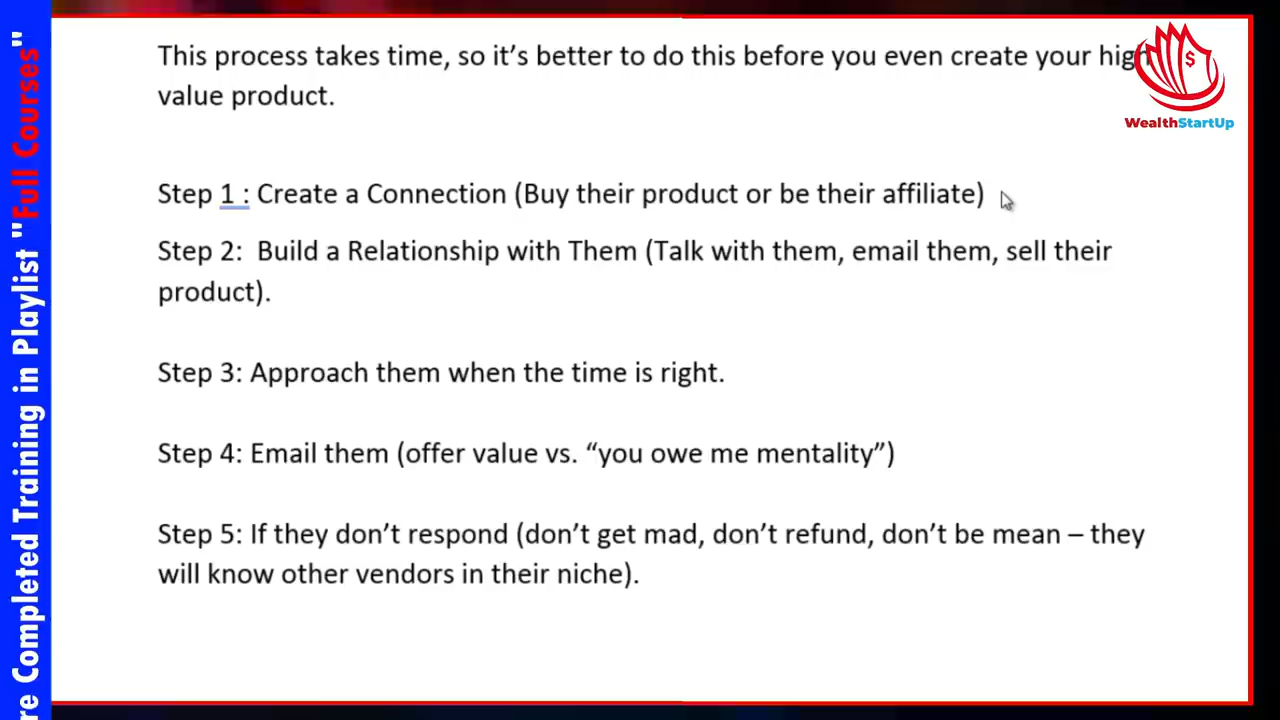 This process takes time, so it’s better to do this before you even create your high
value product.
Step 1 : Create a Connection (Buy their product or be their affiliate)
Step 2:  Build a Relationship with Them (Talk with them, email them, sell their
product).
Step 3: Approach them when the time is right.
Step 4: Email them (offer value vs. “you owe me mentality”)
Step 5: If they don’t respond (don’t get mad, don’t refund, don’t be mean – they
will know other vendors in their niche).
$
WealthStartUp
Completed Training in Playlist "Full Courses"